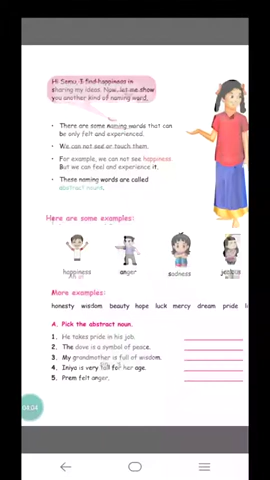 Hi Somu, I find happiness in
sharing my ideas. Now, let me show
you another kind of naming word.
• There are some naming words that can
be only felt and experienced.
• We can not see or touch them.
• For example, we can not see happiness
But we can feel and experience it.
• These naming words are called
abstract nouns.
Here are some examples:
happiness anger sadness jealous
More examples:
honesty wisdom beauty hope luck mercy dream pride
A. Pick the abstract noun.
1. He takes pride in his job.
2. The dove is a symbol of peace.
3. My grandmother is full of wisdom.
4. Iniya is very tall for her age.
5. Prem felt anger.
04:04